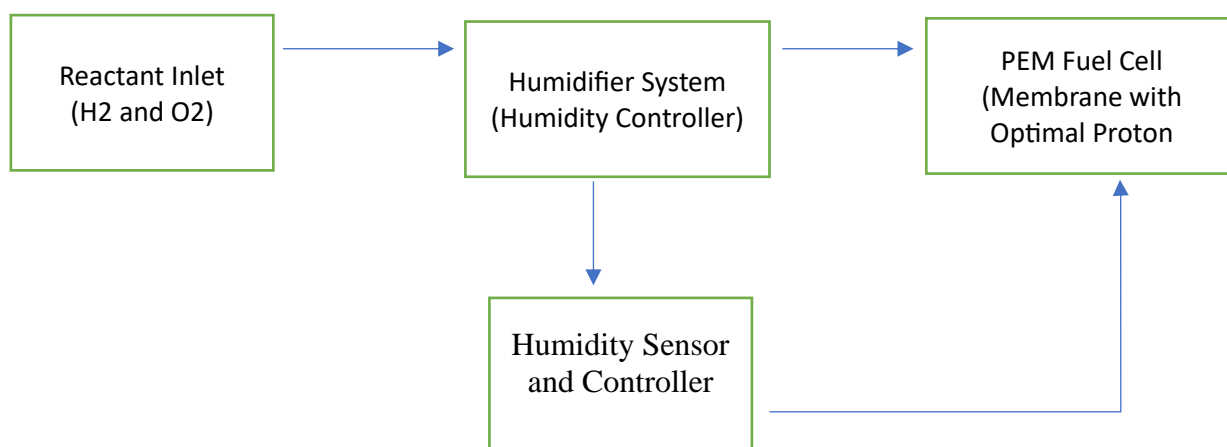 Reactant Inlet
(H2 and O2)
Humidifier System
(Humidity Controller)
PEM Fuel Cell
(Membrane with
Optimal Proton
Humidity Sensor
and Controller